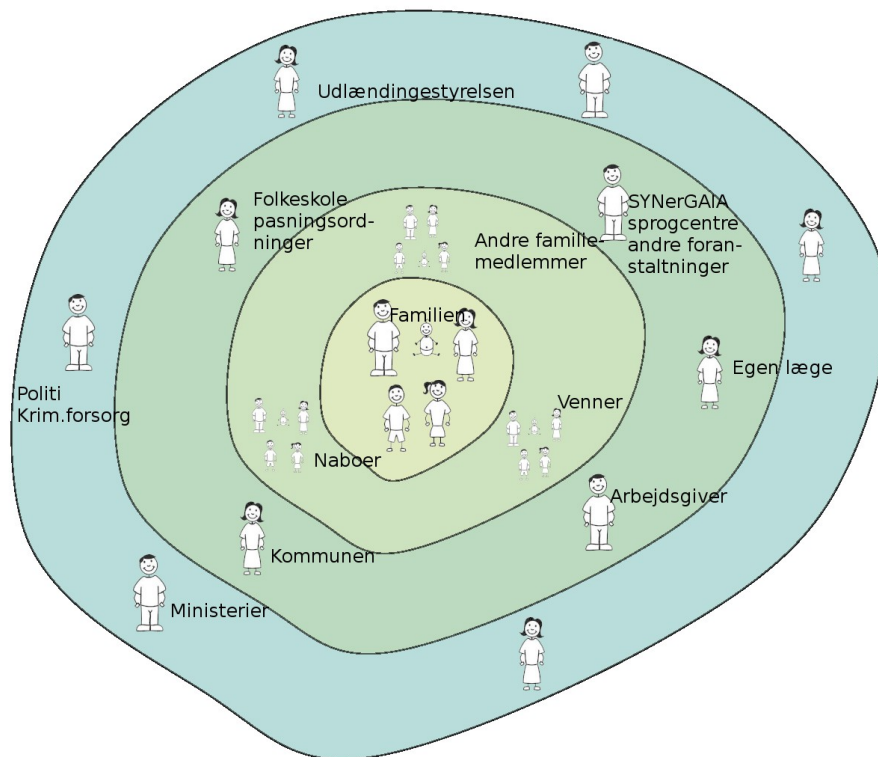 Udlændingestyrelsen
Folkeskole
pasningsord-
ninger
SYNerGAIA
sprogcentre
andre foran-
staltninger
Andre familie-
medlemmer
Familien
Egen læge
Politi
Krim.forsorg
Venner
Naboer
Arbejdsgiver
Kommunen
Ministerier